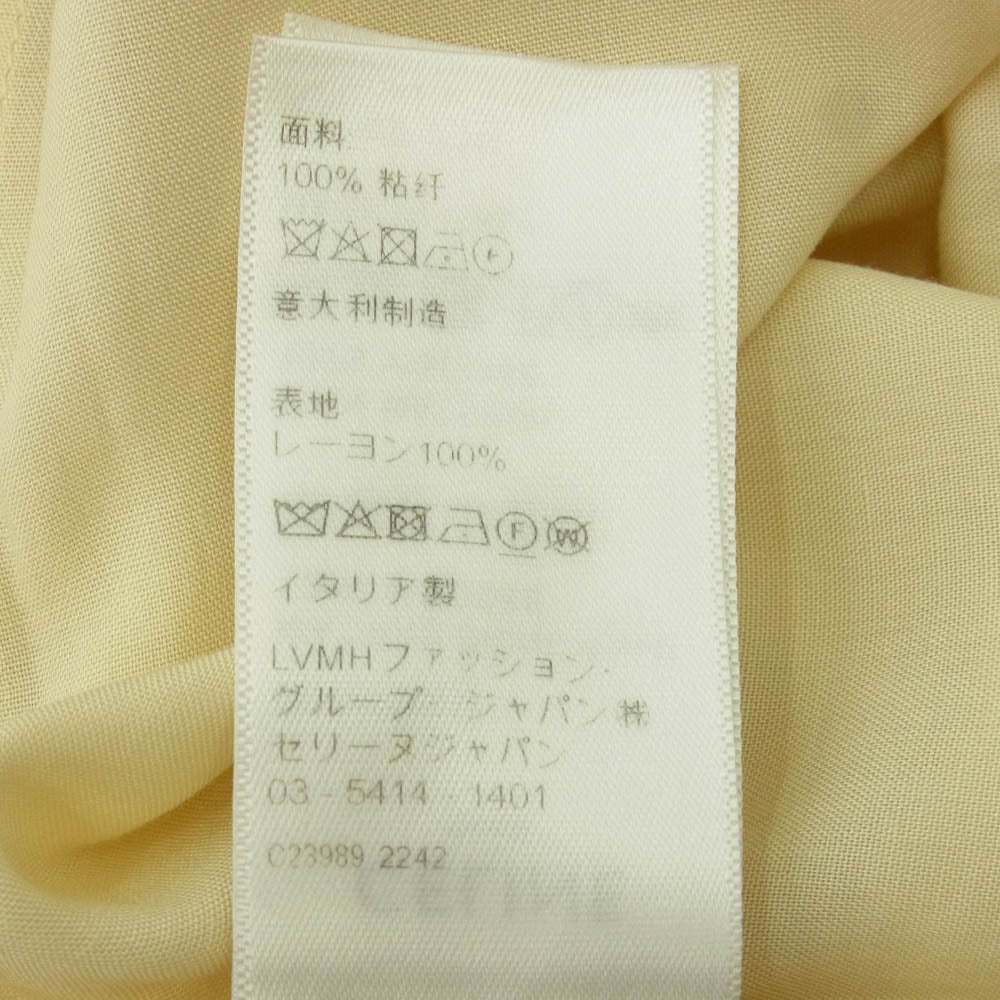 面料
100% 粘纤
意大利制造
表地
レーヨン100%
F
W
イタリア製
LVMHファッション・
グループ ジャパン 株
セリーヌジャパン
03-5414-1401
C23989 2242